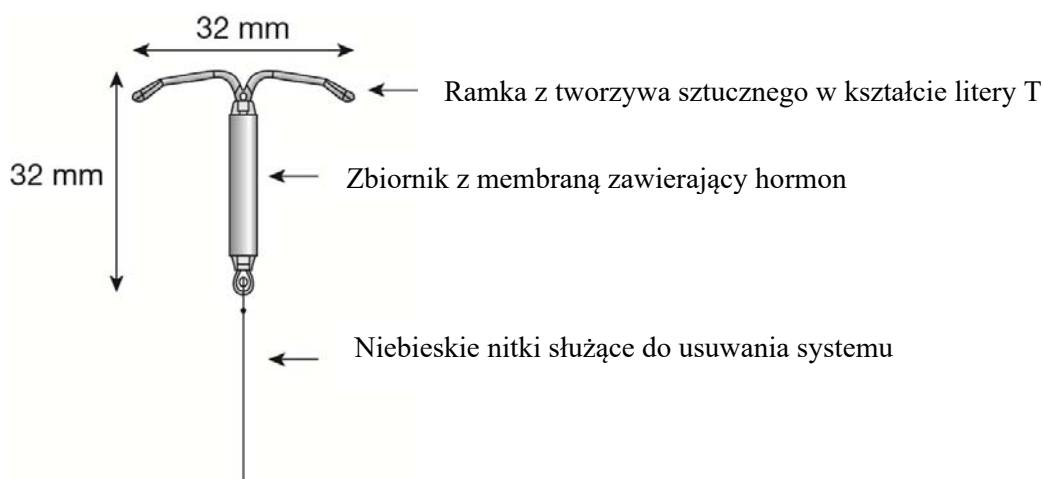 32 mm
Ramka z tworzywa sztucznego w kształcie litery T
32 mm
Zbiornik z membraną zawierający hormon
Niebieskie nitki służące do usuwania systemu